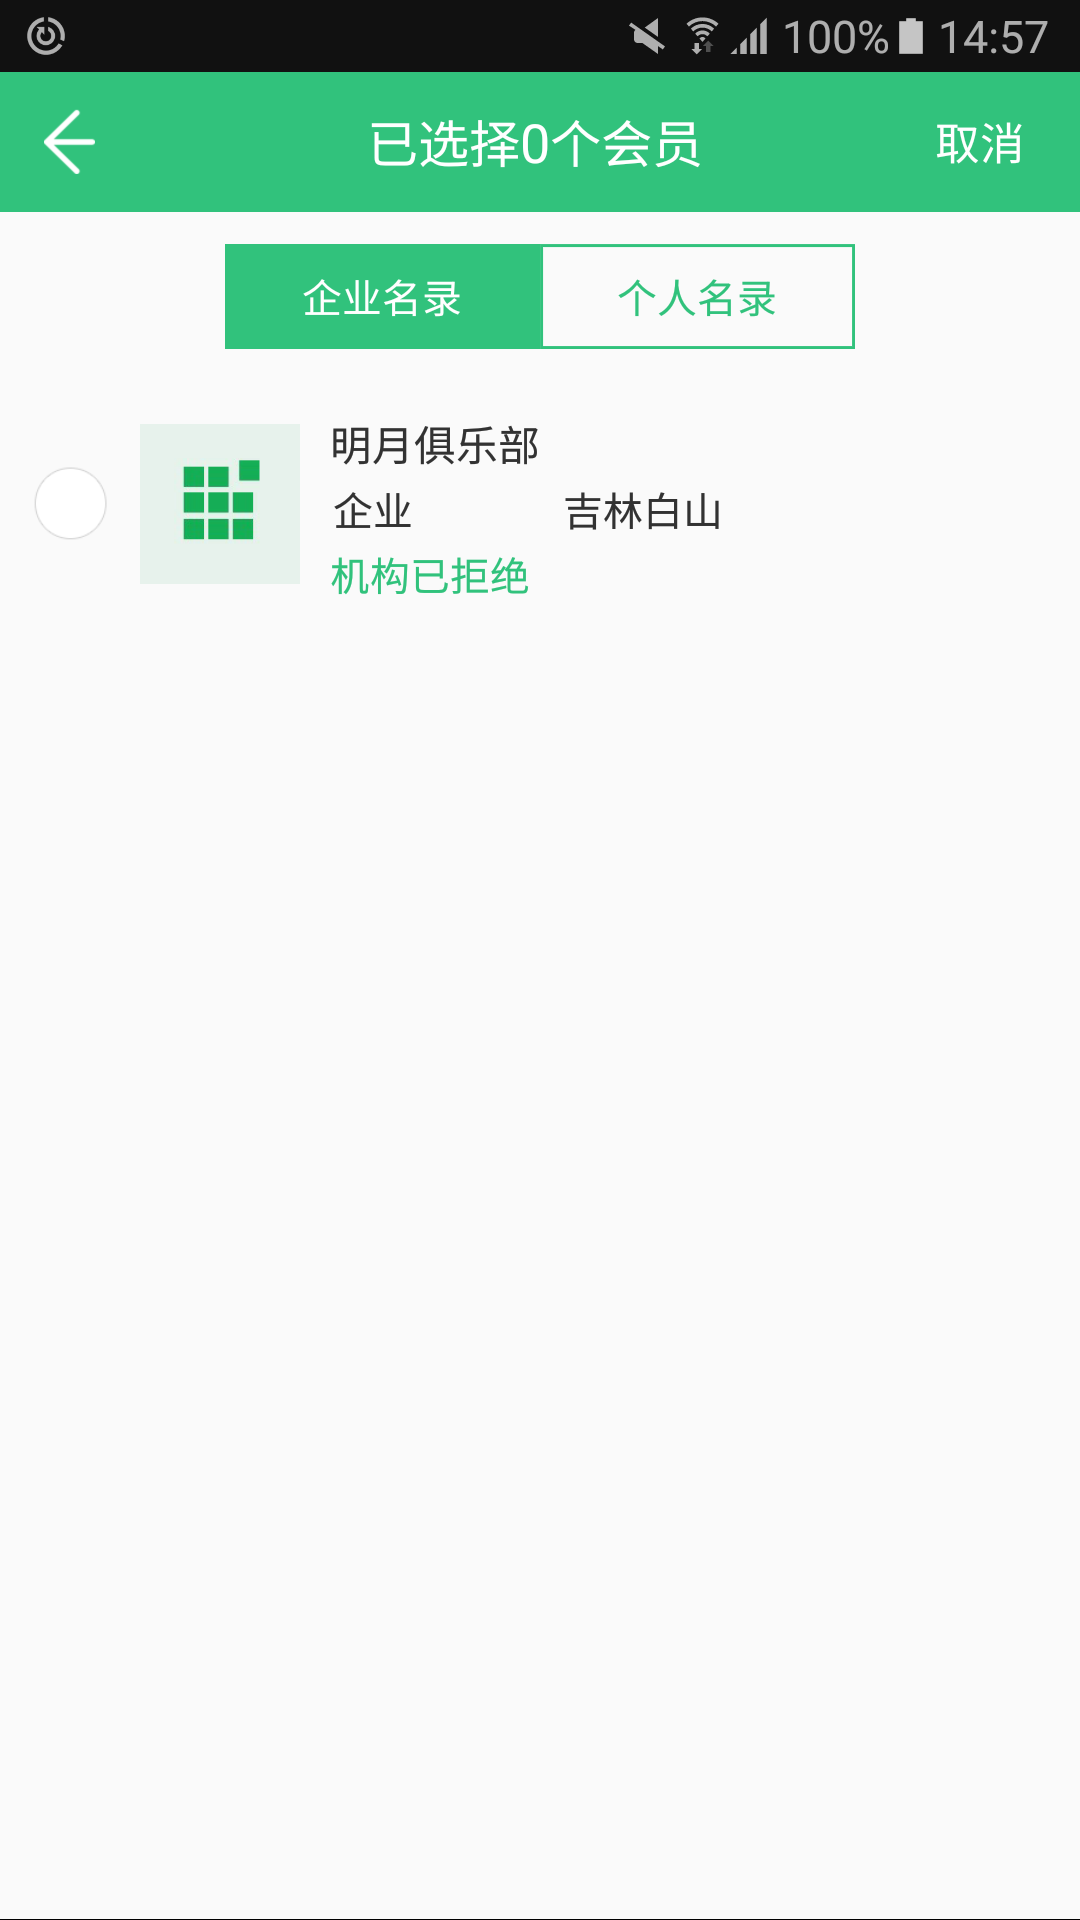 100% 14:57
已选择0个会员 取消
企业名录 个人名录
明月俱乐部
企业 吉林白山
机构已拒绝